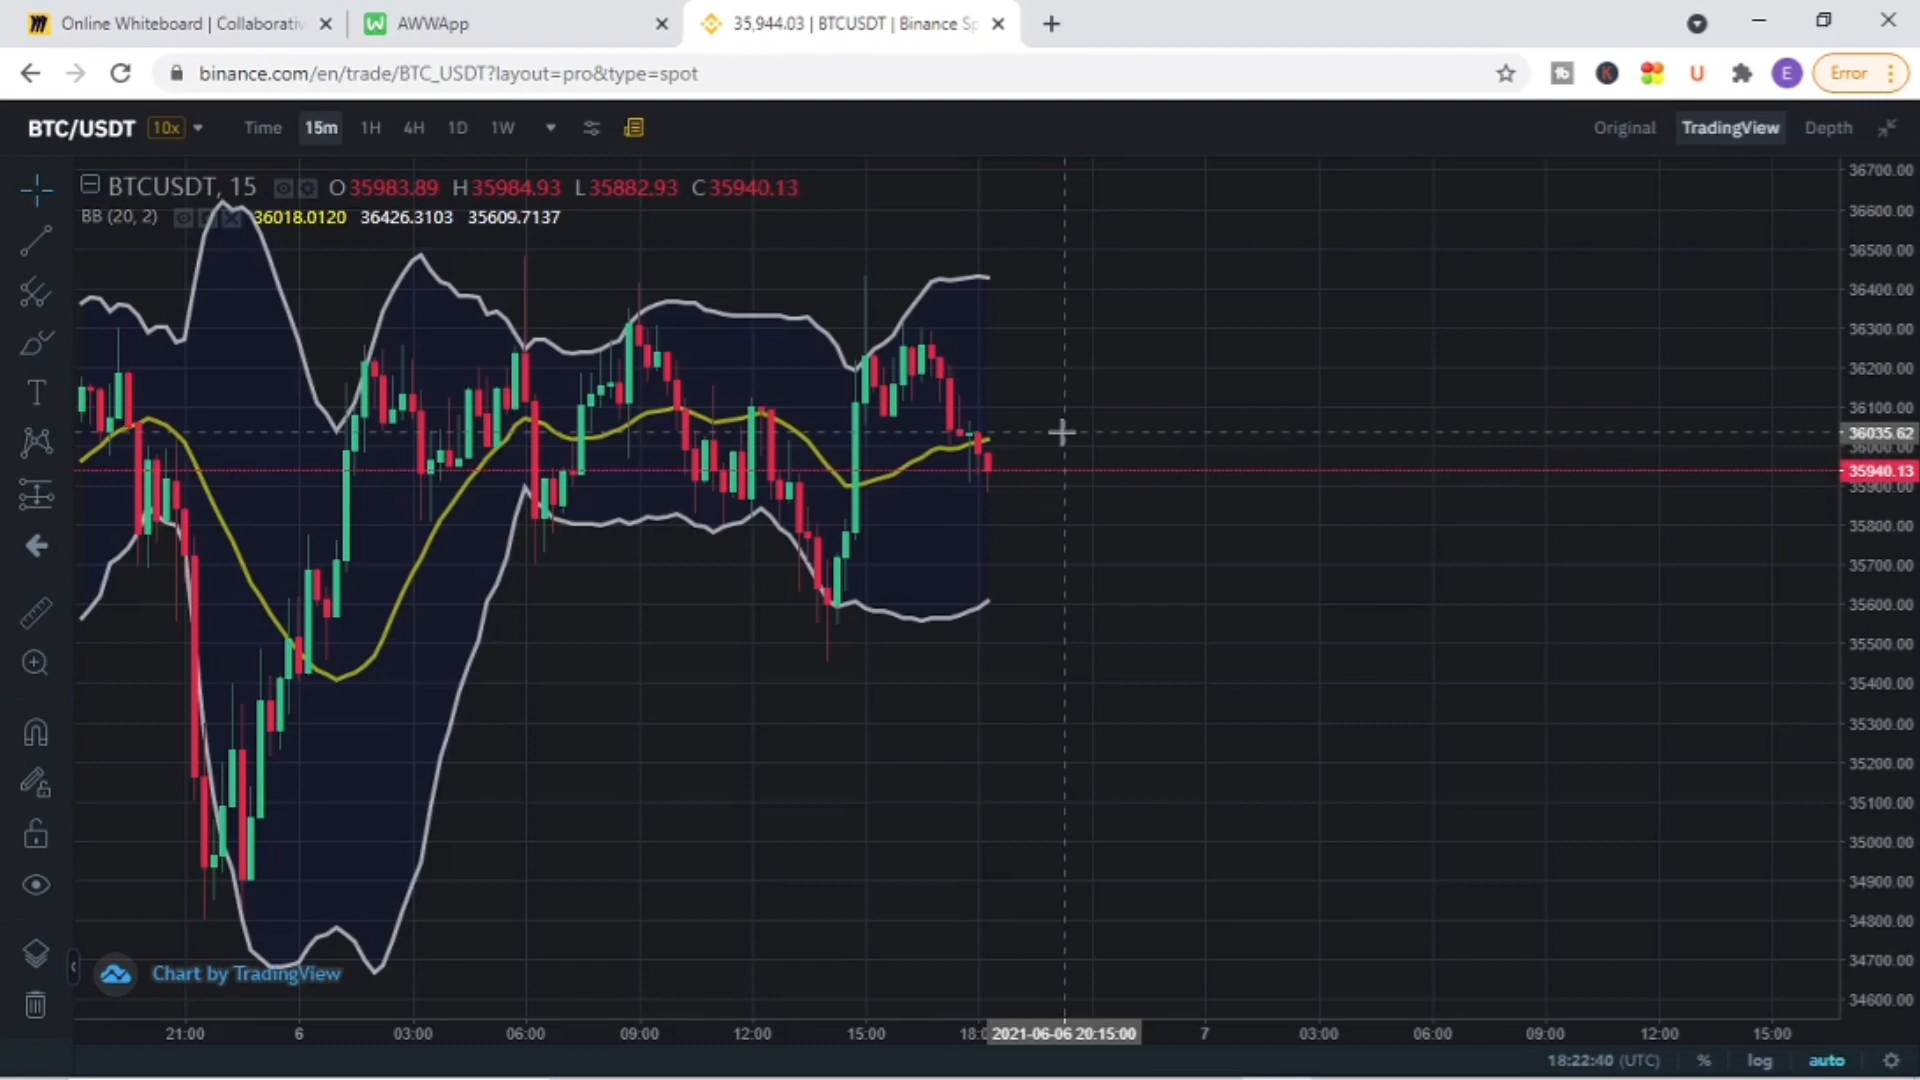 Online Whiteboard | Collaborativ
AWWApp
35,944.03 | BTCUSDT | Binance Sp
binance.com/en/trade/BTC_USDT?layout=pro&type=spot
E
Error
BTC/USDT 10x Time 15m 1H 4H 1D 1W Original TradingView Depth
BTCUSDT, 15 O35983.89 H35984.93 L35882.93 C35940.13
BB (20, 2) 36018.0120 36426.3103 35609.7137
36700.00
36600.00
36500.00
36400.00
36300.00
36200.00
36100.00
36035.62
36000.00
35940.13
35900.00
35800.00
35700.00
35600.00
35500.00
35400.00
35300.00
35200.00
35100.00
35000.00
34900.00
34800.00
34700.00
34600.00
Chart by TradingView
21:00 6 03:00 06:00 09:00 12:00 15:00 18:0 2021-06-06 20:15:00 7 03:00 06:00 09:00 12:00 15:00
18:22:40 (UTC) % log auto